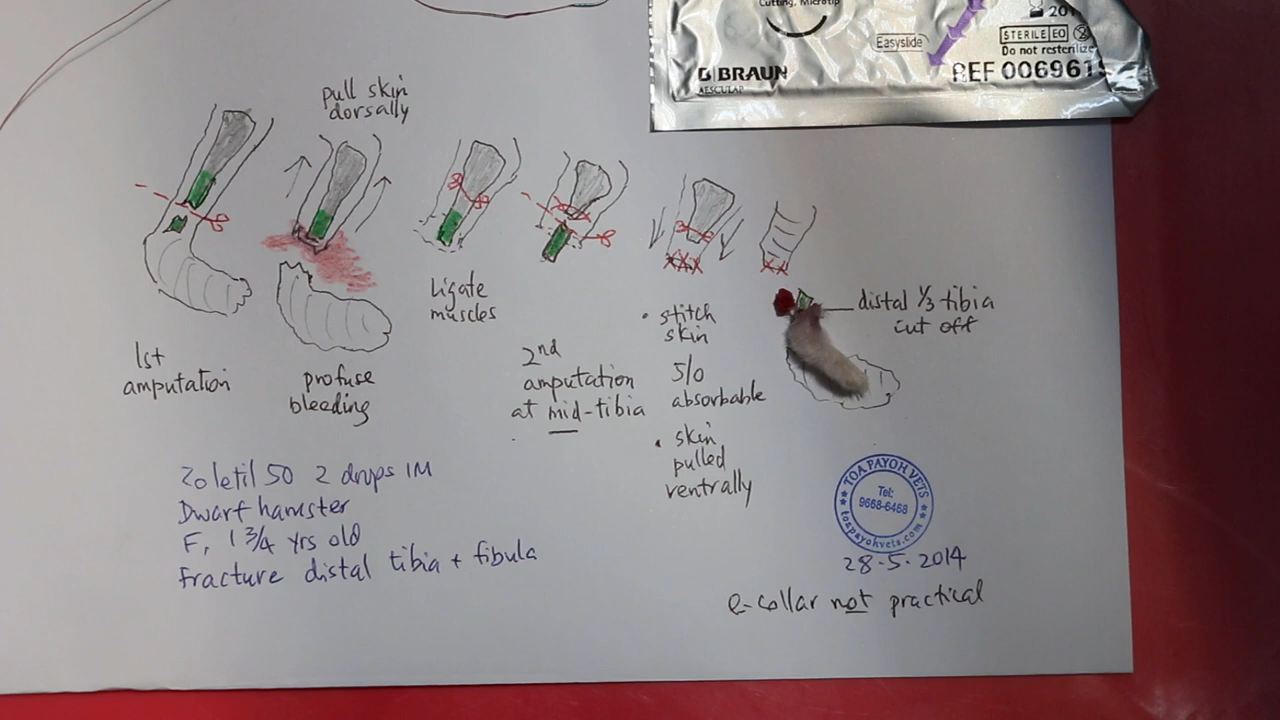 Cutting, Microtip
Easyslide
STERILE EO
Do not resterilize
B BRAUN
AESCULAP
REF 0069619
pull skin
dorsally
1st
amputation
profuse
bleeding
Ligate
muscles
2nd
amputation
at mid-tibia
• stitch
skin
5/0
absorbable
• skin
pulled
ventrally
distal 1/3 tibia
cut off
Zoletil 50 2 drops IM
Dwarf hamster
F, 1 3/4 yrs old
Fracture distal tibia + fibula
TOA PAYOH VETS
Tel:
9668-6468
toapayohvets.com
28-5-2014
e-collar not practical